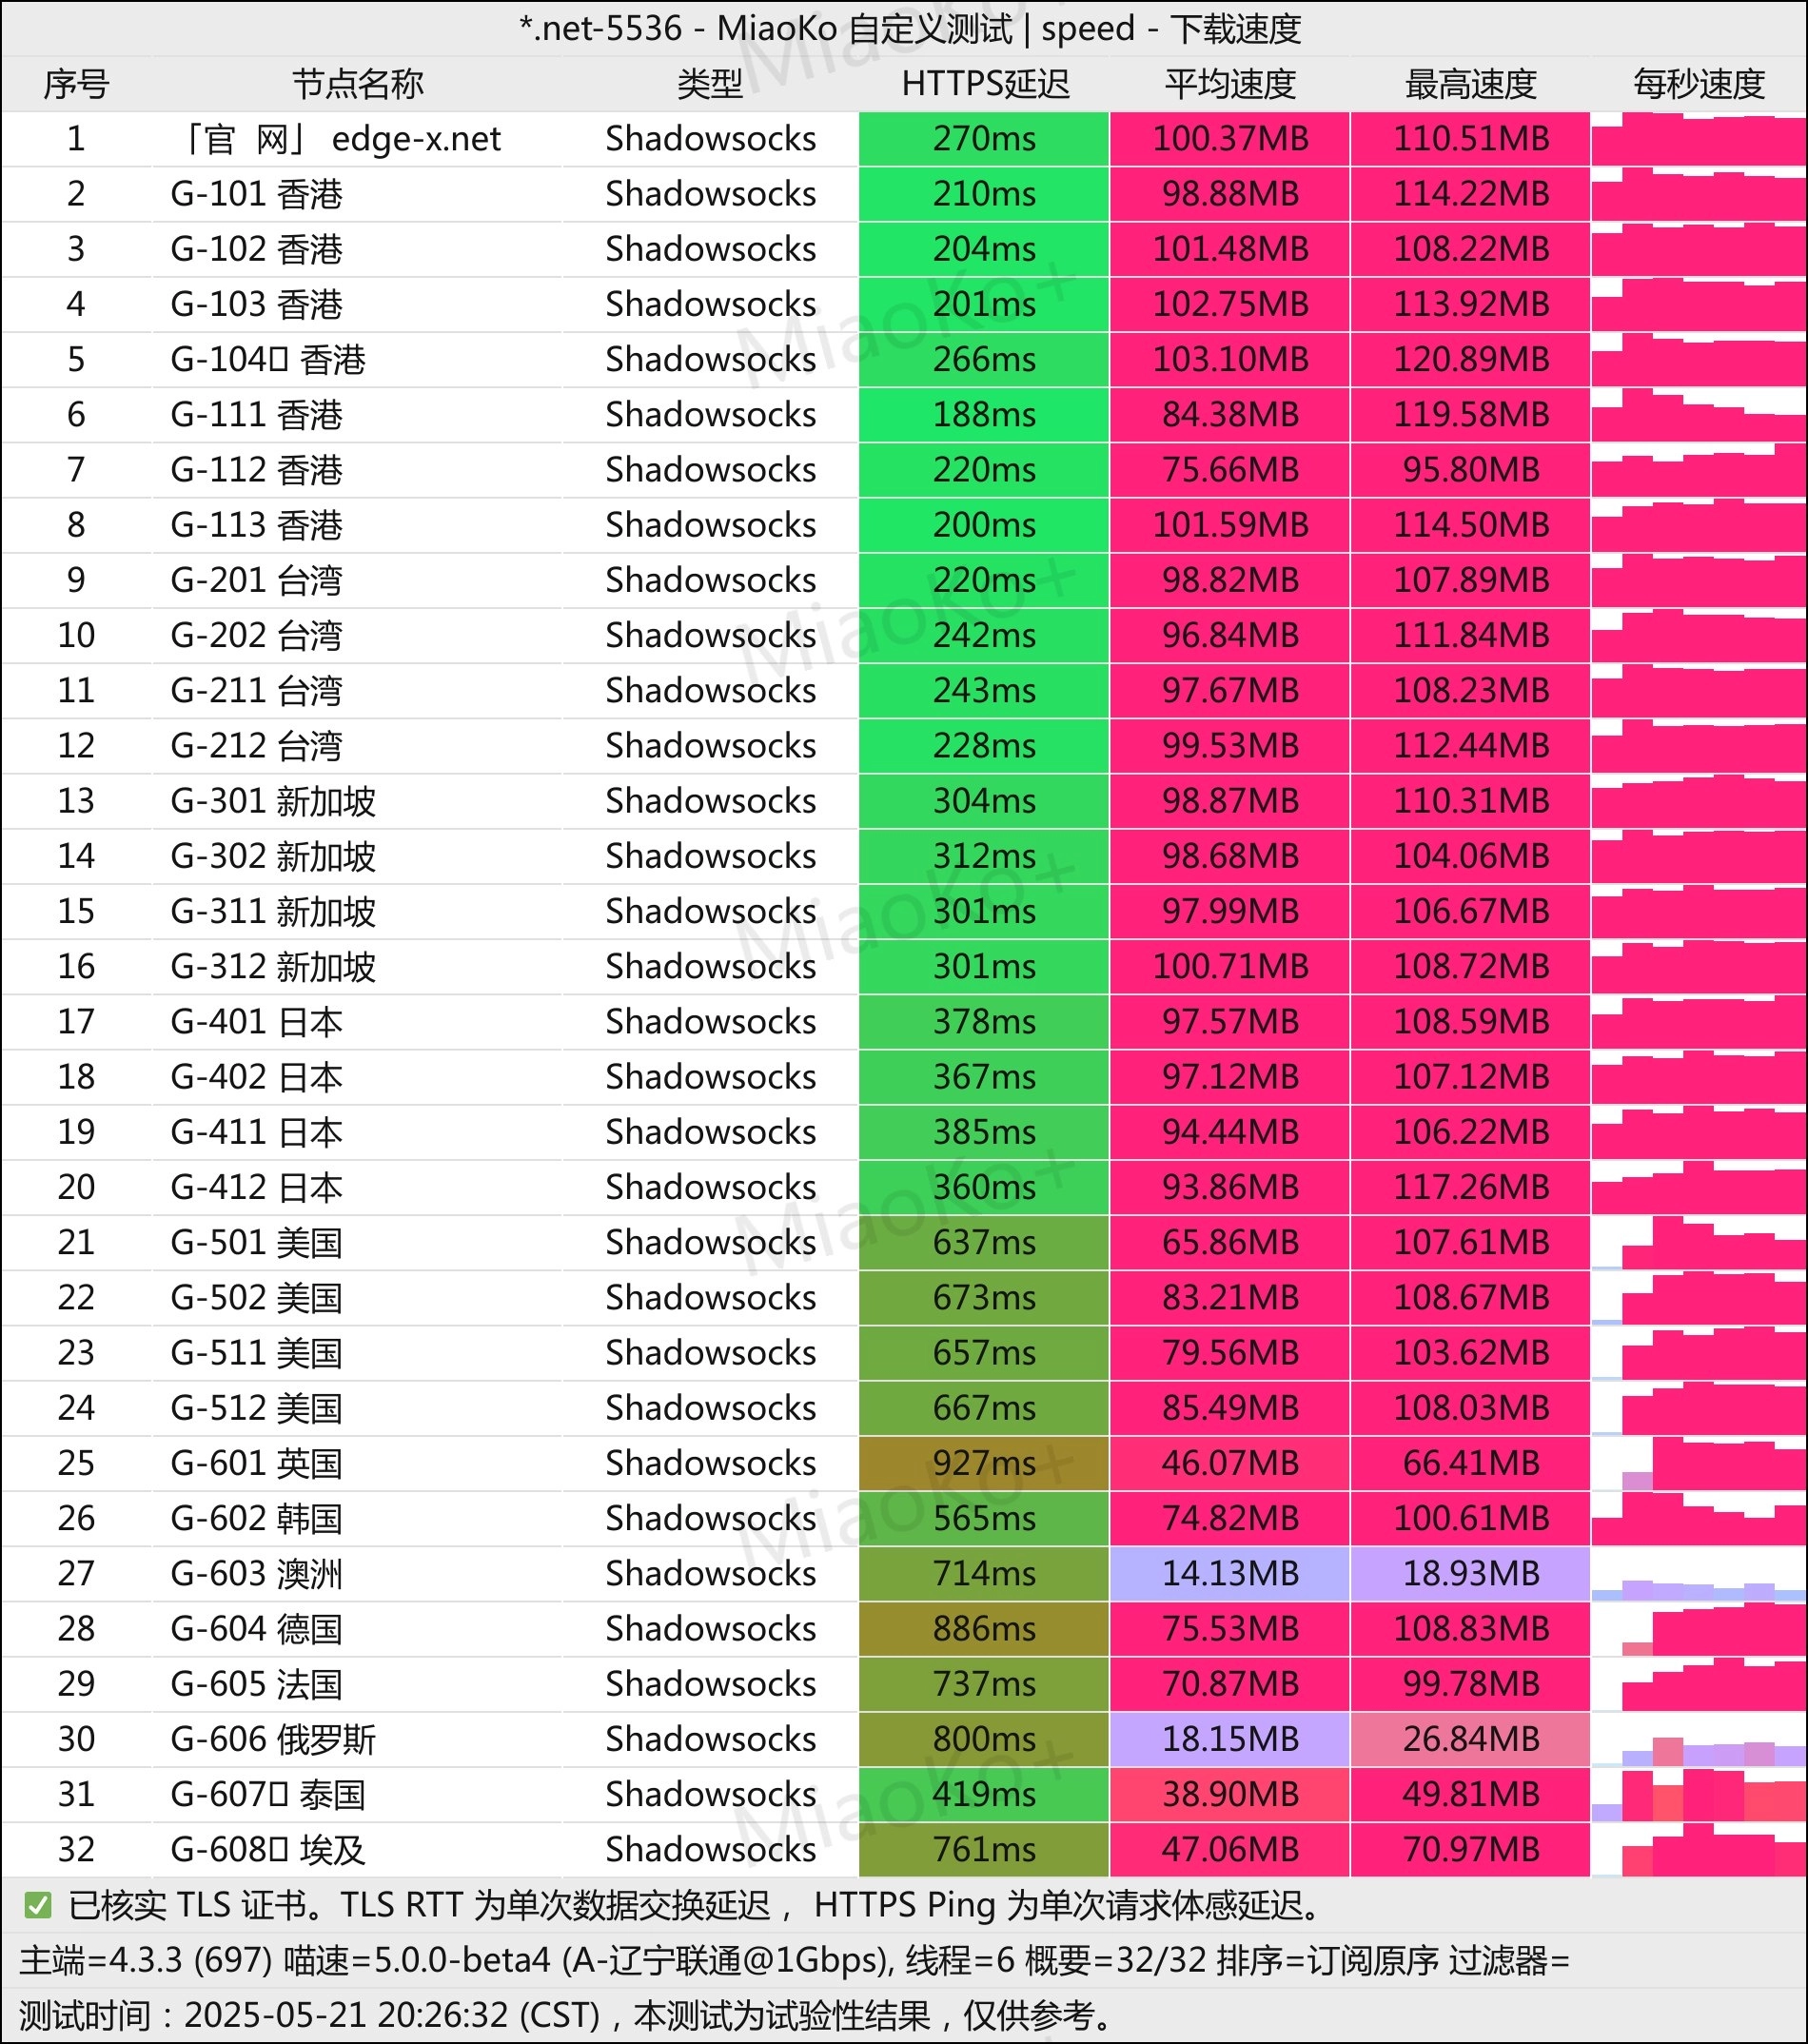 *.net-5536 - MiaoKo 自定义测试 | speed - 下载速度
序号 节点名称 类型 HTTPS延迟 平均速度 最高速度 每秒速度
1 「官 网」 edge-x.net Shadowsocks 270ms 100.37MB 110.51MB
2 G-101 香港 Shadowsocks 210ms 98.88MB 114.22MB
3 G-102 香港 Shadowsocks 204ms 101.48MB 108.22MB
4 G-103 香港 Shadowsocks 201ms 102.75MB 113.92MB
5 G-104 香港 Shadowsocks 266ms 103.10MB 120.89MB
6 G-111 香港 Shadowsocks 188ms 84.38MB 119.58MB
7 G-112 香港 Shadowsocks 220ms 75.66MB 95.80MB
8 G-113 香港 Shadowsocks 200ms 101.59MB 114.50MB
9 G-201 台湾 Shadowsocks 220ms 98.82MB 107.89MB
10 G-202 台湾 Shadowsocks 242ms 96.84MB 111.84MB
11 G-211 台湾 Shadowsocks 243ms 97.67MB 108.23MB
12 G-212 台湾 Shadowsocks 228ms 99.53MB 112.44MB
13 G-301 新加坡 Shadowsocks 304ms 98.87MB 110.31MB
14 G-302 新加坡 Shadowsocks 312ms 98.68MB 104.06MB
15 G-311 新加坡 Shadowsocks 301ms 97.99MB 106.67MB
16 G-312 新加坡 Shadowsocks 301ms 100.71MB 108.72MB
17 G-401 日本 Shadowsocks 378ms 97.57MB 108.59MB
18 G-402 日本 Shadowsocks 367ms 97.12MB 107.12MB
19 G-411 日本 Shadowsocks 385ms 94.44MB 106.22MB
20 G-412 日本 Shadowsocks 360ms 93.86MB 117.26MB
21 G-501 美国 Shadowsocks 637ms 65.86MB 107.61MB
22 G-502 美国 Shadowsocks 673ms 83.21MB 108.67MB
23 G-511 美国 Shadowsocks 657ms 79.56MB 103.62MB
24 G-512 美国 Shadowsocks 667ms 85.49MB 108.03MB
25 G-601 英国 Shadowsocks 927ms 46.07MB 66.41MB
26 G-602 韩国 Shadowsocks 565ms 74.82MB 100.61MB
27 G-603 澳洲 Shadowsocks 714ms 14.13MB 18.93MB
28 G-604 德国 Shadowsocks 886ms 75.53MB 108.83MB
29 G-605 法国 Shadowsocks 737ms 70.87MB 99.78MB
30 G-606 俄罗斯 Shadowsocks 800ms 18.15MB 26.84MB
31 G-607 泰国 Shadowsocks 419ms 38.90MB 49.81MB
32 G-608 埃及 Shadowsocks 761ms 47.06MB 70.97MB
✅ 已核实 TLS 证书。TLS RTT 为单次数据交换延迟， HTTPS Ping 为单次请求体感延迟。
主端=4.3.3 (697) 喵速=5.0.0-beta4 (A-辽宁联通@1Gbps), 线程=6 概要=32/32 排序=订阅原序 过滤器=
测试时间：2025-05-21 20:26:32 (CST)，本测试为试验性结果，仅供参考。
MiaoKo+
MiaoKo+
MiaoKo+
MiaoKo+
MiaoKo+
MiaoKo+
MiaoKo+